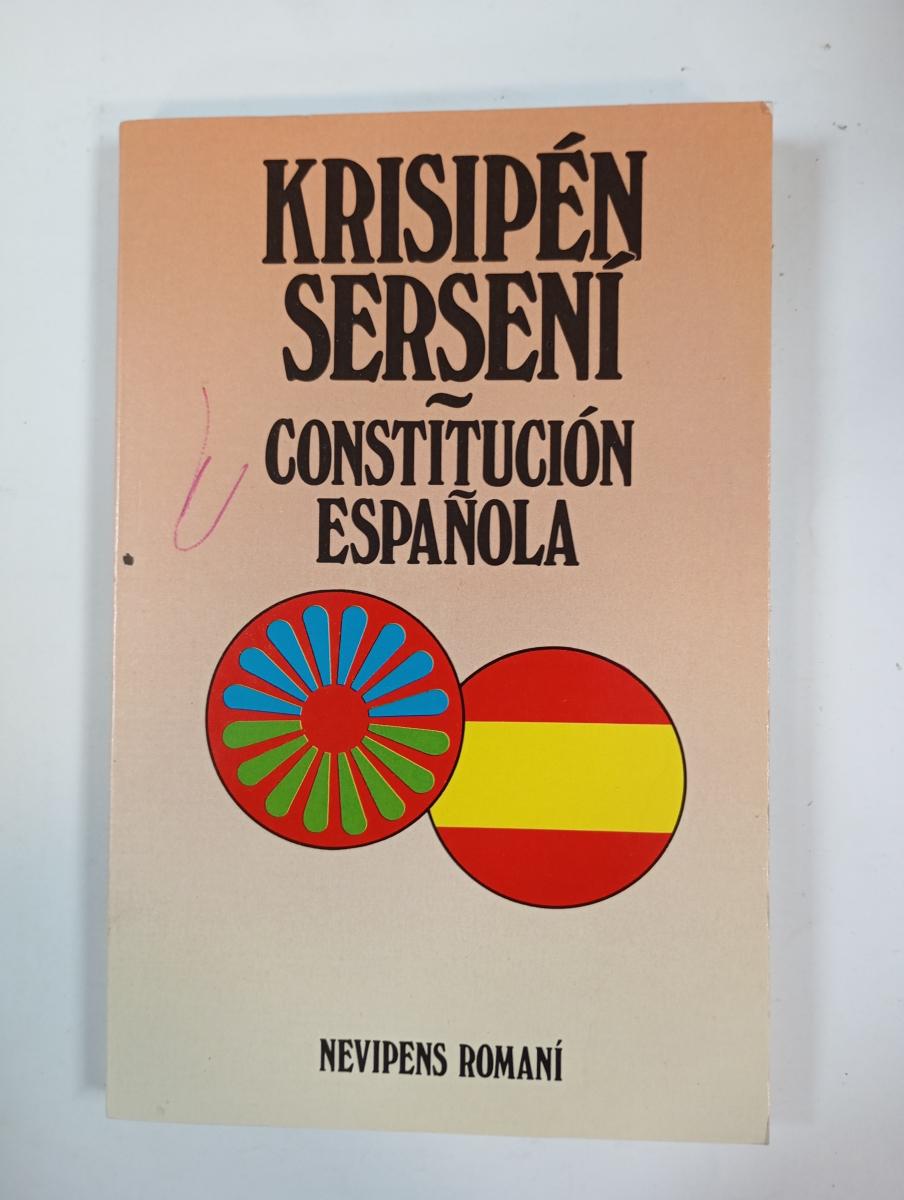 KRISIPÉN
SERSENÍ
~
CONSTITUCIÓN
ESPAÑOLA
NEVIPENS ROMANÍ